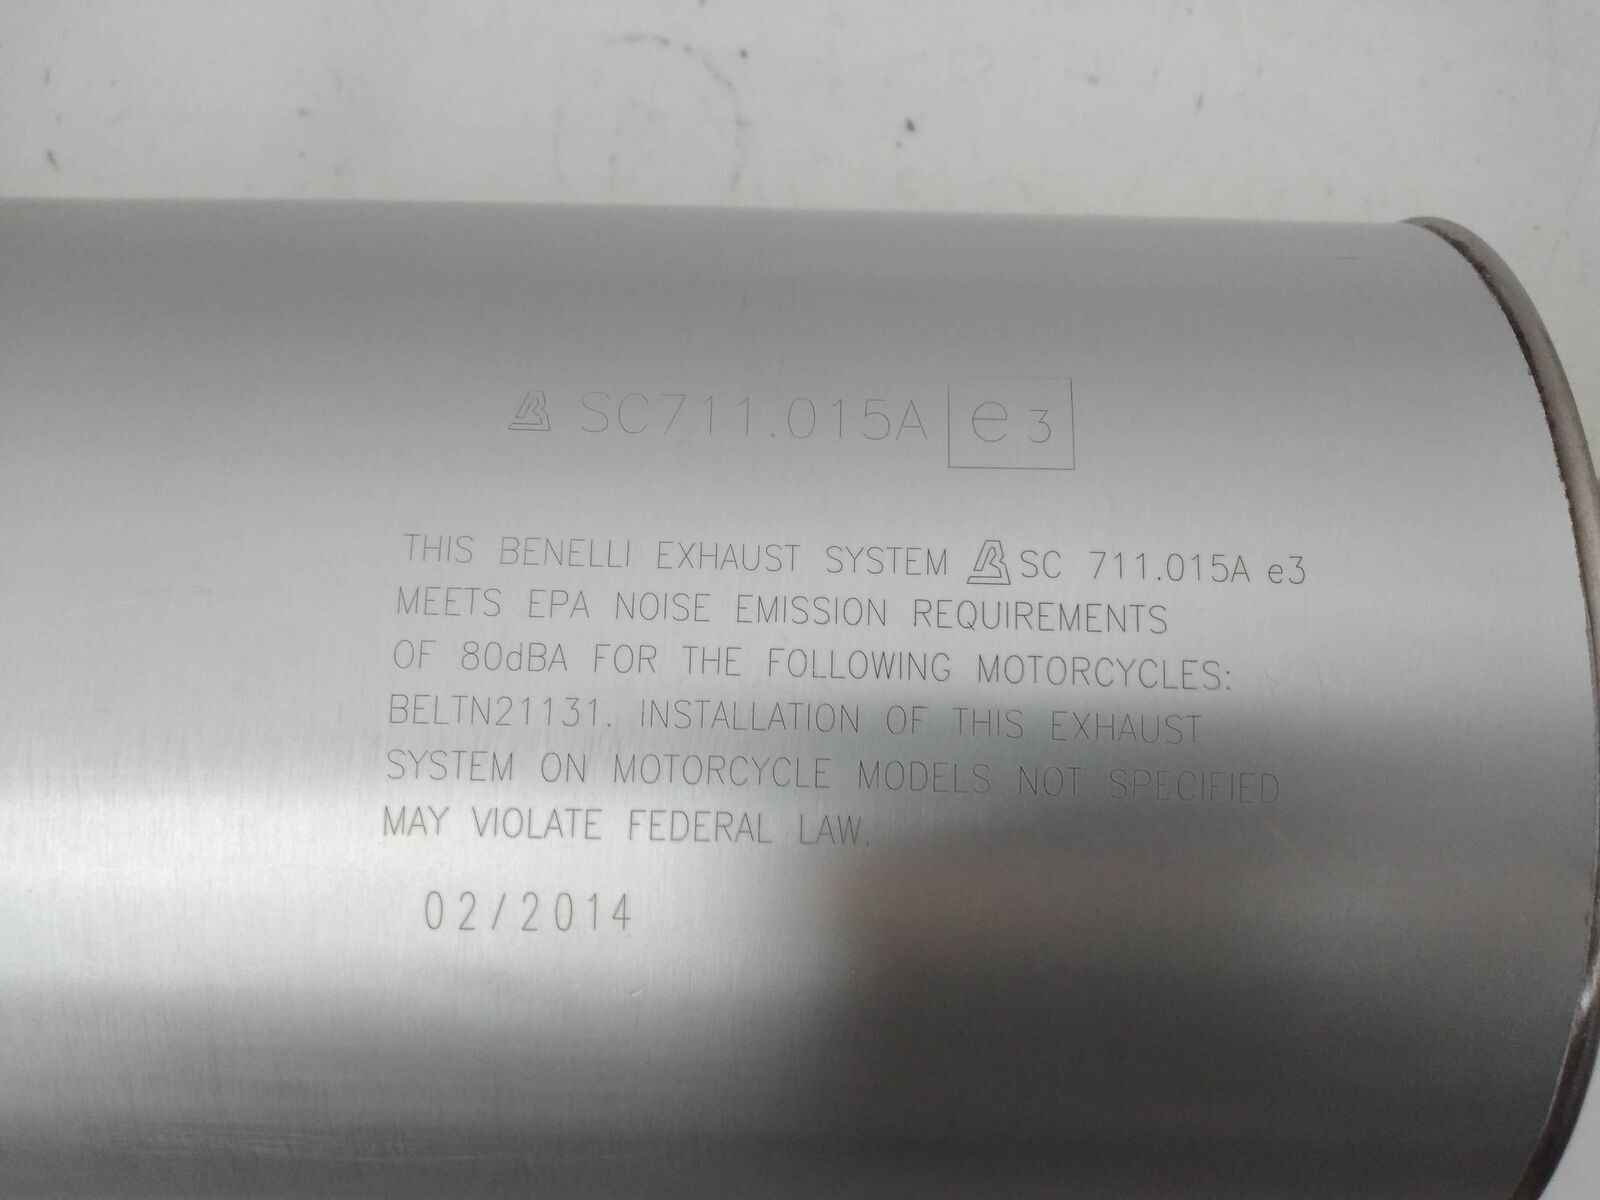 SC711.015A e3
THIS BENELLI EXHAUST SYSTEM SC 711.015A e3
MEETS EPA NOISE EMISSION REQUIREMENTS
OF 80dBA FOR THE FOLLOWING MOTORCYCLES:
BELTN21131. INSTALLATION OF THIS EXHAUST
SYSTEM ON MOTORCYCLE MODELS NOT SPECIFIED
MAY VIOLATE FEDERAL LAW.
02/2014